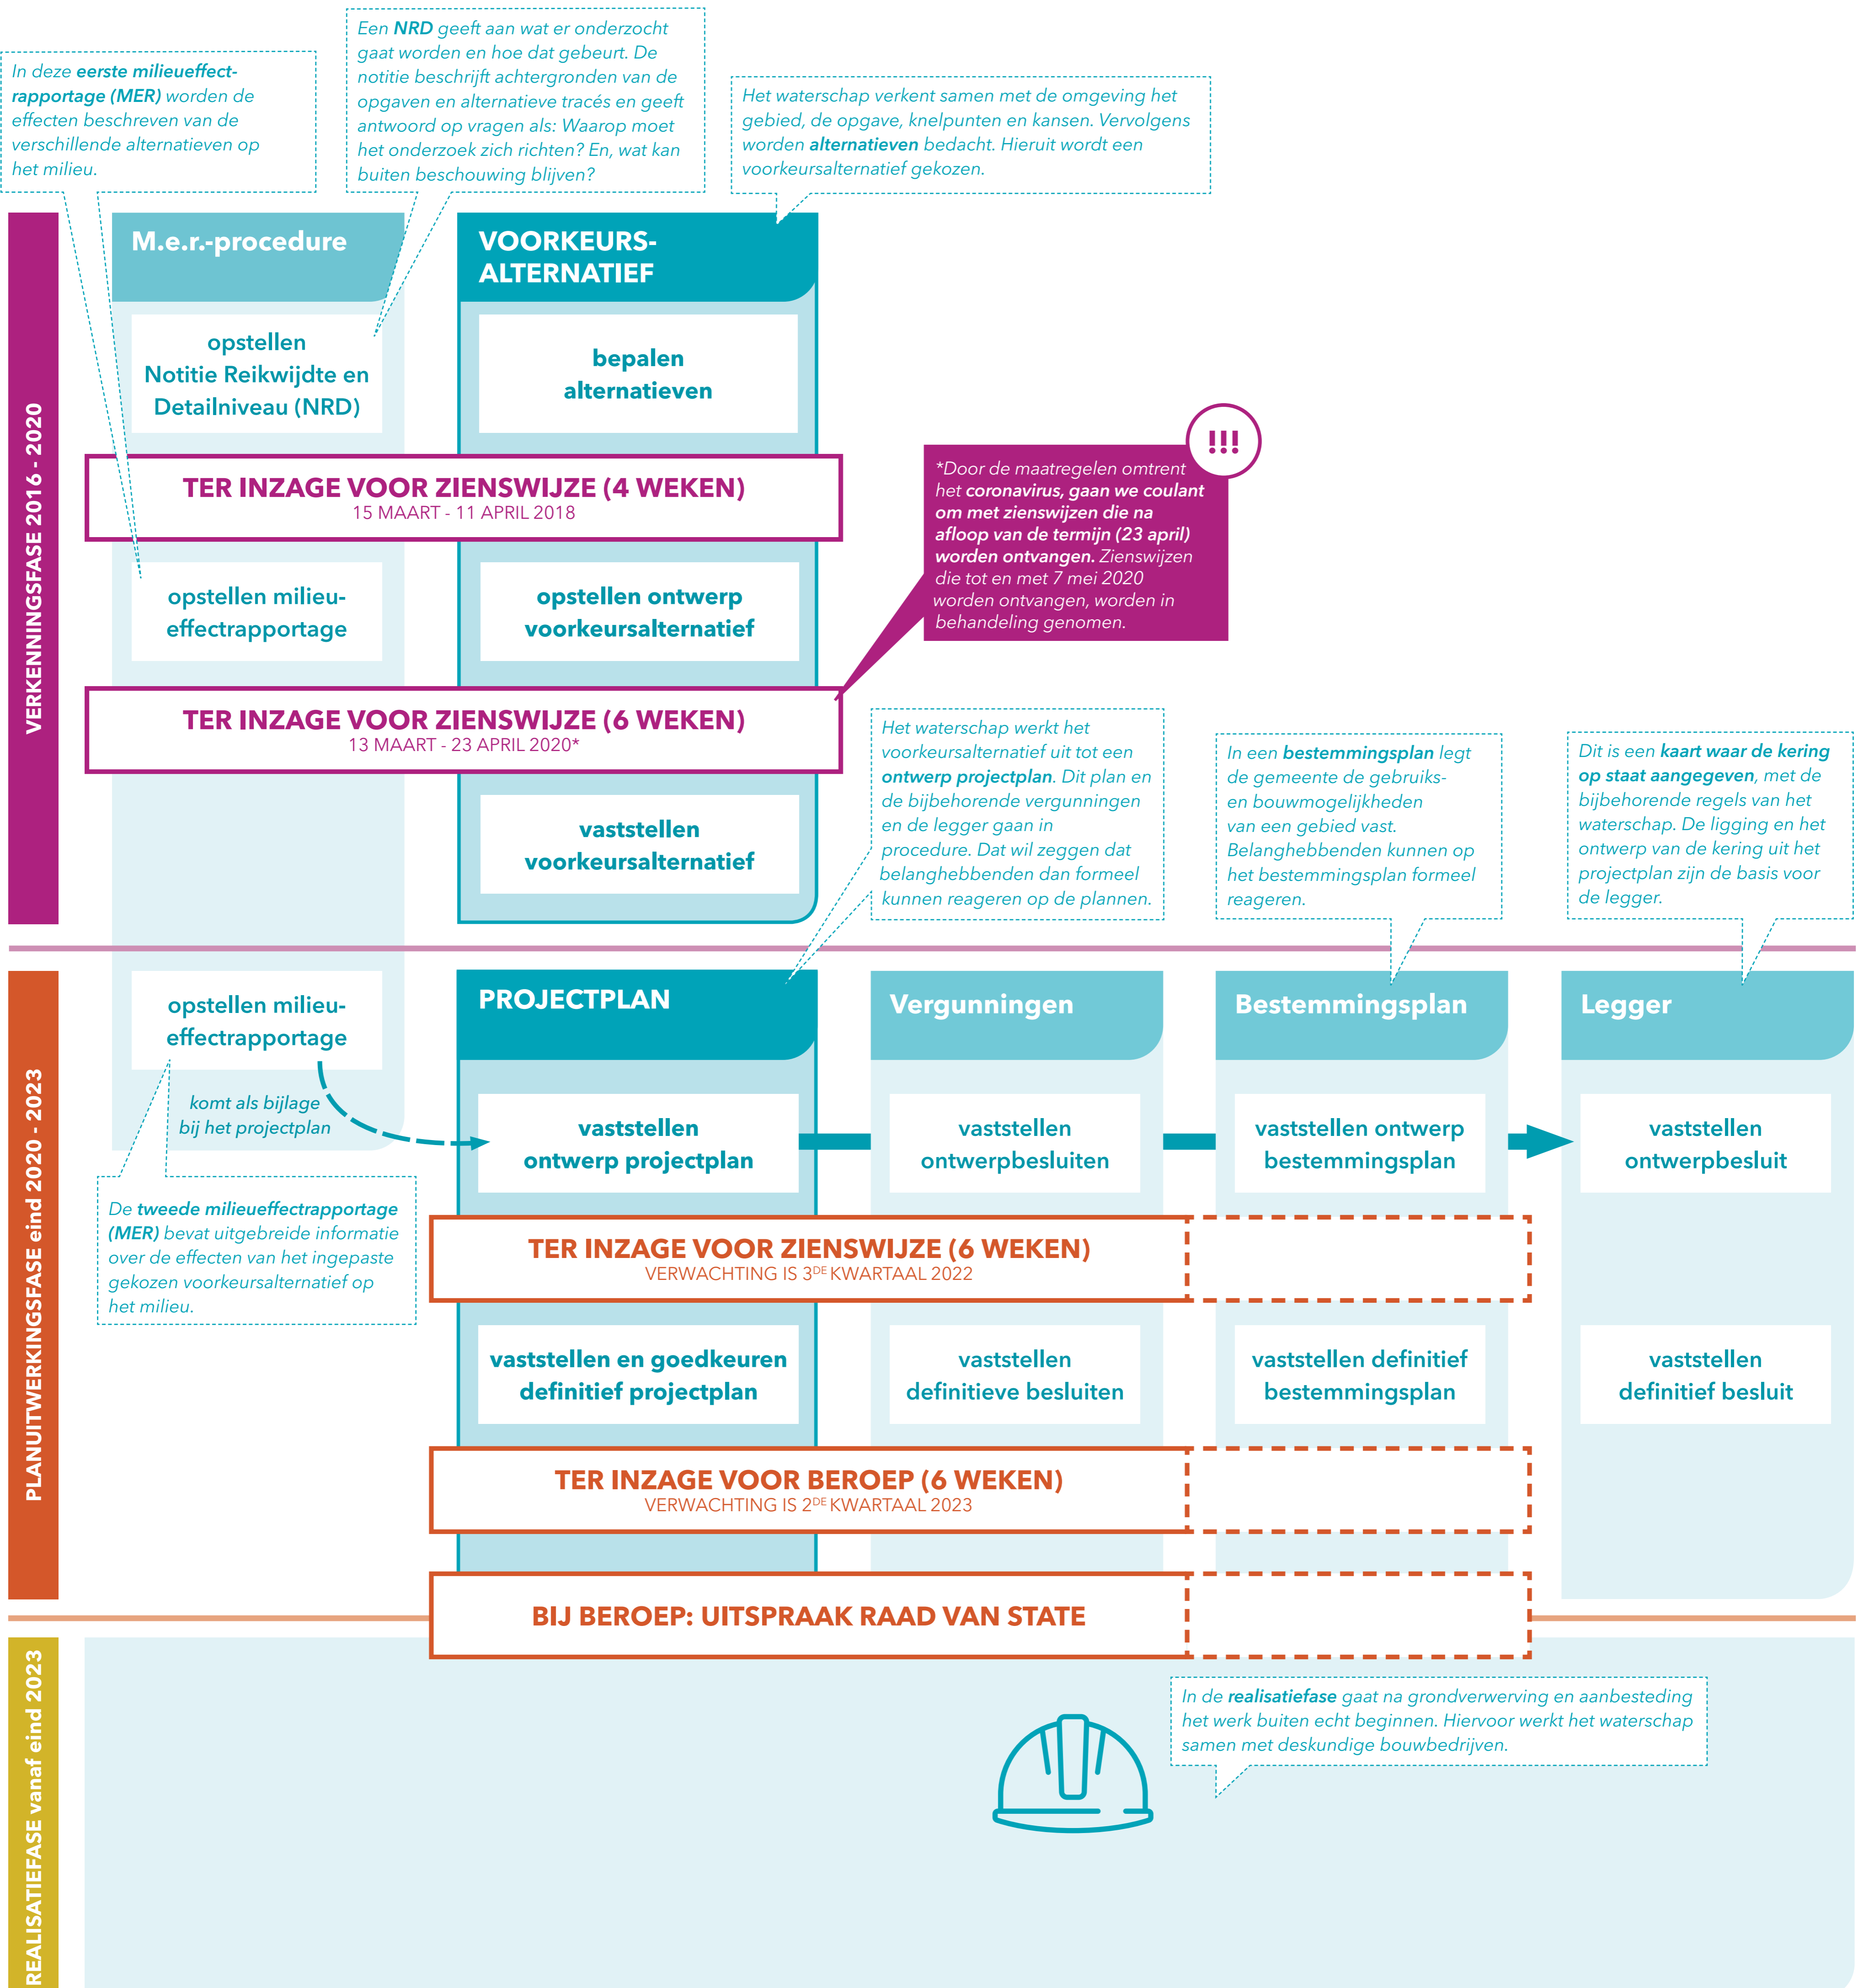 In deze eerste milieueffect-
rapportage (MER) worden de
effecten beschreven van de
verschillende alternatieven op
het milieu.
Een NRD geeft aan wat er onderzocht
gaat worden en hoe dat gebeurt. De
notitie beschrijft achtergronden van de
opgaven en alternatieve tracés en geeft
antwoord op vragen als: Waarop moet
het onderzoek zich richten? En, wat kan
buiten beschouwing blijven?
Het waterschap verkent samen met de omgeving het
gebied, de opgave, knelpunten en kansen. Vervolgens
worden alternatieven bedacht. Hieruit wordt een
voorkeursalternatief gekozen.
VERKENNINGSFASE 2016 - 2020
M.e.r.-procedure
VOORKEURS-
ALTERNATIEF
opstellen
Notitie Reikwijdte en
Detailniveau (NRD)
bepalen
alternatieven
TER INZAGE VOOR ZIENSWIJZE (4 WEKEN)
15 MAART - 11 APRIL 2018
!!!
*Door de maatregelen omtrent
het coronavirus, gaan we coulant
om met zienswijzen die na
afloop van de termijn (23 april)
worden ontvangen. Zienswijzen
die tot en met 7 mei 2020
worden ontvangen, worden in
behandeling genomen.
opstellen milieu-
effectrapportage
opstellen ontwerp
voorkeursalternatief
TER INZAGE VOOR ZIENSWIJZE (6 WEKEN)
13 MAART - 23 APRIL 2020*
vaststellen
voorkeursalternatief
Het waterschap werkt het
voorkeursalternatief uit tot een
ontwerp projectplan. Dit plan en
de bijbehorende vergunningen
en de legger gaan in
procedure. Dat wil zeggen dat
belanghebbenden dan formeel
kunnen reageren op de plannen.
In een bestemmingsplan legt
de gemeente de gebruiks-
en bouwmogelijkheden
van een gebied vast.
Belanghebbenden kunnen op
het bestemmingsplan formeel
reageren.
Dit is een kaart waar de kering
op staat aangegeven, met de
bijbehorende regels van het
waterschap. De ligging en het
ontwerp van de kering uit het
projectplan zijn de basis voor
de legger.
PLANUITWERKINGSFASE eind 2020 - 2023
opstellen milieu-
effectrapportage
komt als bijlage
bij het projectplan
De tweede milieueffectrapportage
(MER) bevat uitgebreide informatie
over de effecten van het ingepaste
gekozen voorkeursalternatief op
het milieu.
PROJECTPLAN
Vergunningen
Bestemmingsplan
Legger
vaststellen
ontwerp projectplan
vaststellen
ontwerpbesluiten
vaststellen ontwerp
bestemmingsplan
vaststellen
ontwerpbesluit
TER INZAGE VOOR ZIENSWIJZE (6 WEKEN)
VERWACHTING IS 3DE KWARTAAL 2022
vaststellen en goedkeuren
definitief projectplan
vaststellen
definitieve besluiten
vaststellen definitief
bestemmingsplan
vaststellen
definitief besluit
TER INZAGE VOOR BEROEP (6 WEKEN)
VERWACHTING IS 2DE KWARTAAL 2023
BIJ BEROEP: UITSPRAAK RAAD VAN STATE
REALISATIEFASE vanaf eind 2023
In de realisatiefase gaat na grondverwerving en aanbesteding
het werk buiten echt beginnen. Hiervoor werkt het waterschap
samen met deskundige bouwbedrijven.